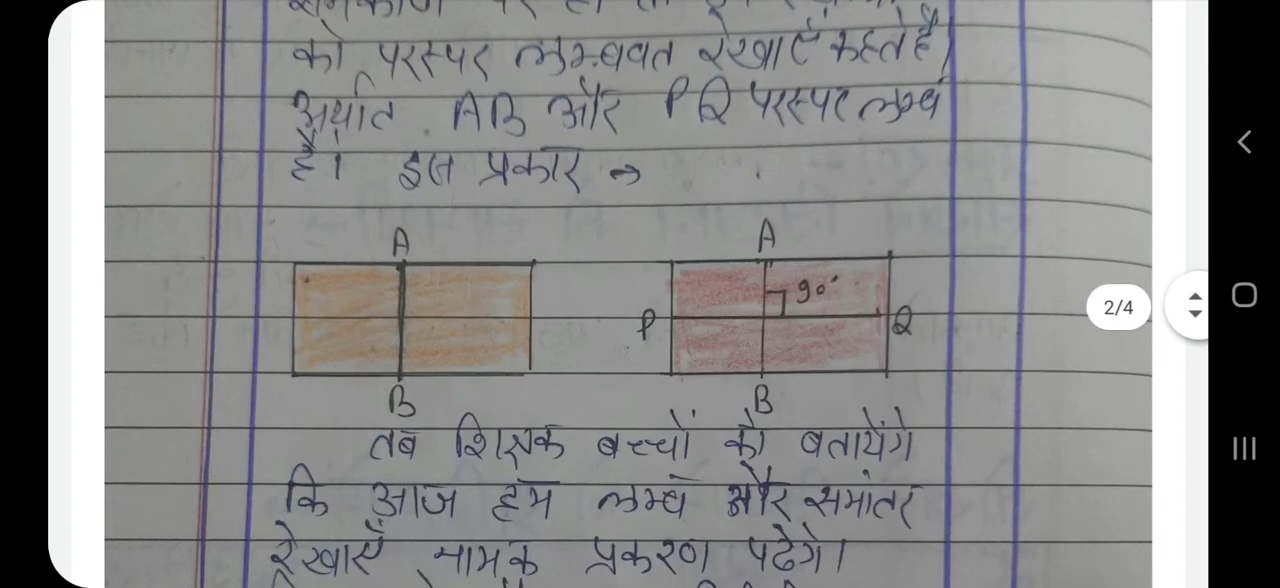 को परस्पर लम्बवत रेखाएँ कहते है।
अर्थात AB और PQ परस्पर लम्ब
है। इस प्रकार →
A
A
90°
P
Q
B
B
तब शिक्षक बच्चों को बतायेंगे
कि आज हम लम्ब और समांतर
रेखाएँ नामक प्रकरण पढेगे।
2/4